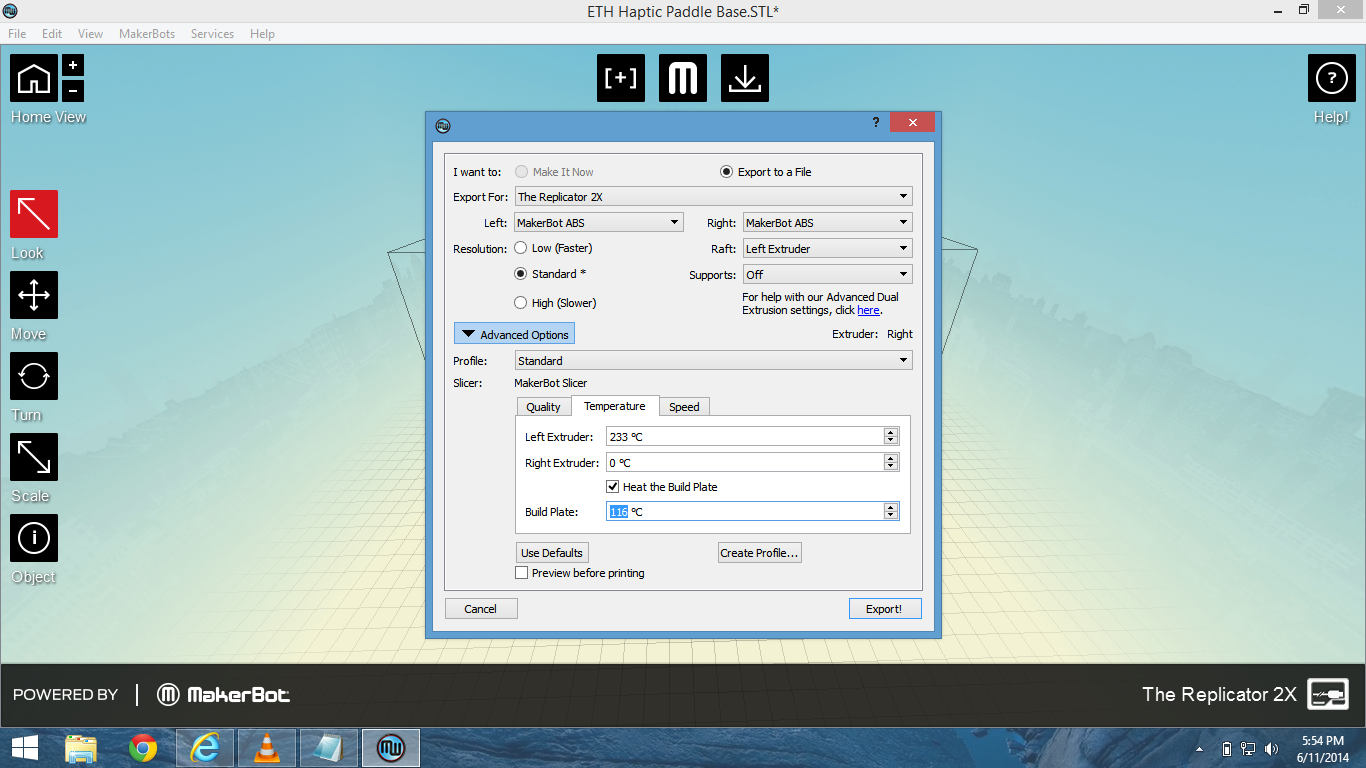 ETH Haptic Paddle Base.STL*
File Edit View MakerBots Services Help
+
-
Home View
[+]
M
?
Help!
?
I want to: Make It Now Export to a File
Export For: The Replicator 2X
Left: MakerBot ABS Right: MakerBot ABS
Resolution: Low (Faster) Raft: Left Extruder
Standard * Supports: Off
High (Slower) For help with our Advanced Dual
Extrusion settings, click here.
Advanced Options Extruder: Right
Profile: Standard
Slicer: MakerBot Slicer
Quality Temperature Speed
Left Extruder: 233 °C
Right Extruder: 0 °C
Heat the Build Plate
Build Plate: 116 °C
Use Defaults Create Profile...
Preview before printing
Cancel Export!
Look
Move
Turn
Scale
i
Object
POWERED BY | M MakerBot
The Replicator 2X
5:54 PM
6/11/2014